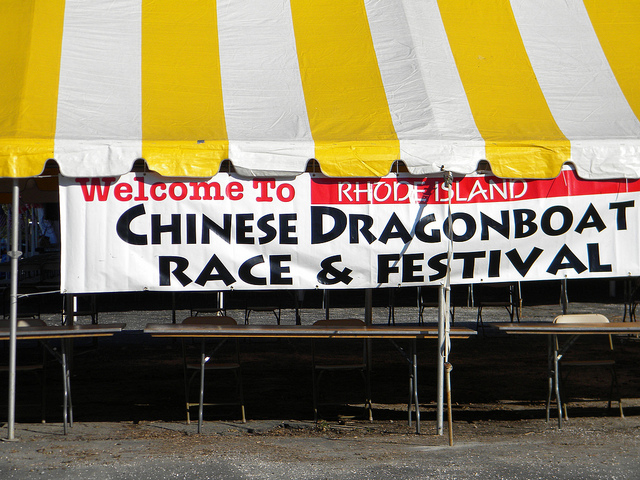 Welcome To RHODE ISLAND
CHINESE DRAGONBOAT
RACE & FESTIVAL